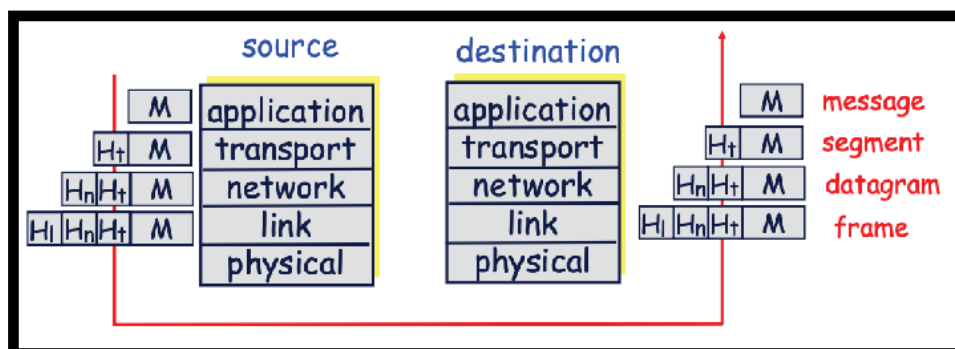 source destination
M application application M message
Ht M transport transport Ht M segment
Hn Ht M network network Hn Ht M datagram
Hl Hn Ht M link link Hl Hn Ht M frame
physical physical